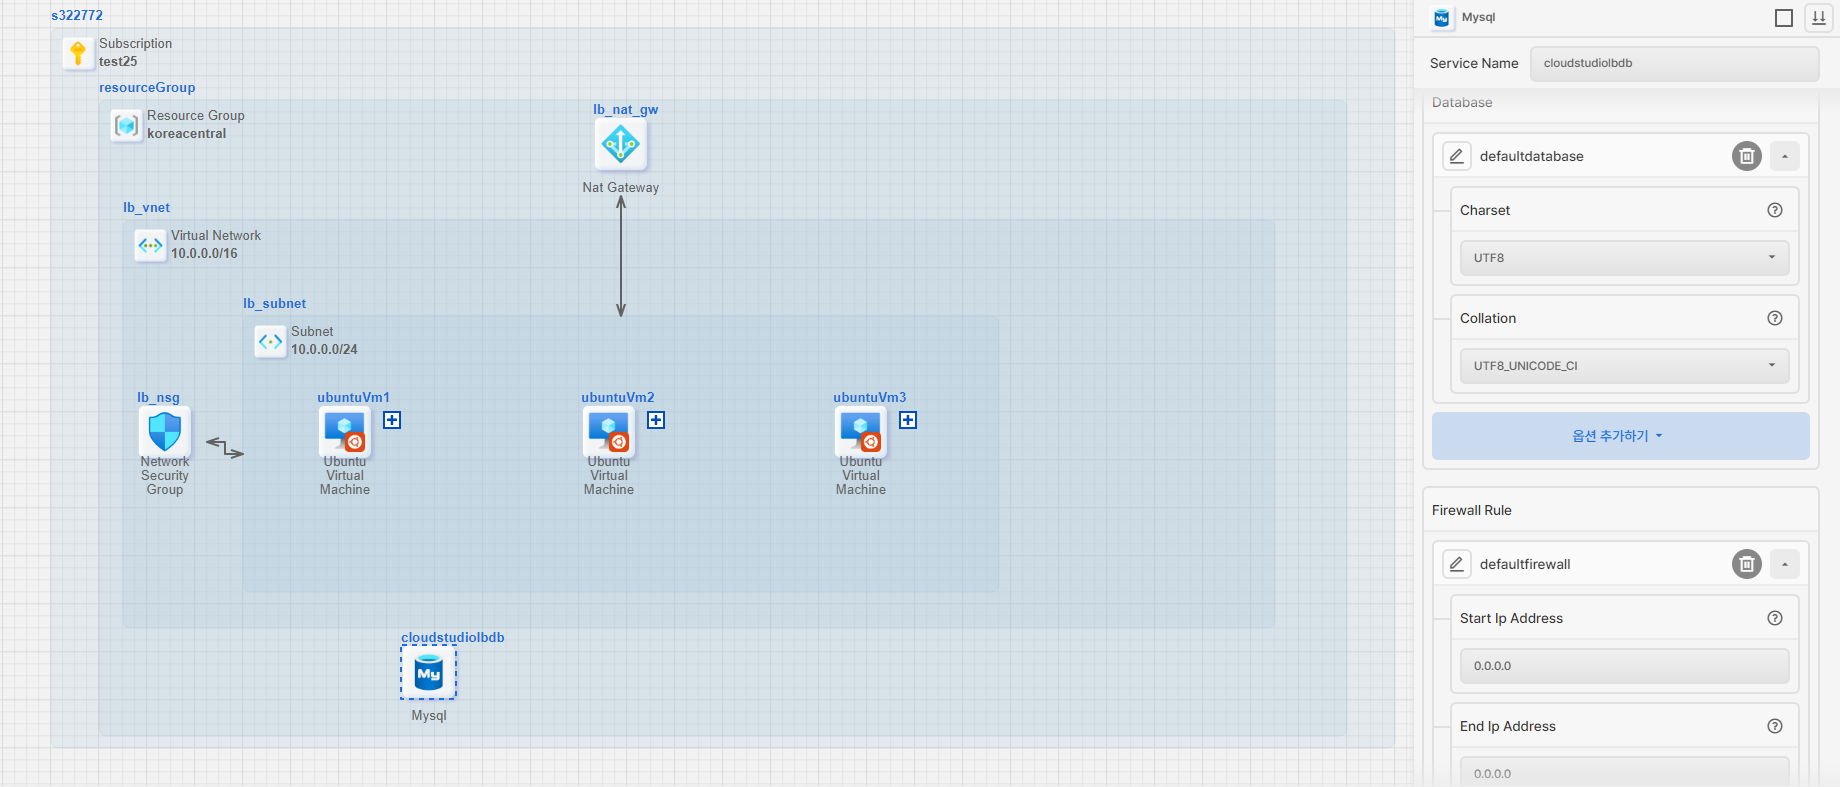 s322772
Subscription
test25
resourceGroup
Resource Group
koreacentral
lb_nat_gw
Nat Gateway
lb_vnet
Virtual Network
10.0.0.0/16
lb_subnet
Subnet
10.0.0.0/24
lb_nsg
Network
Security
Group
ubuntuVm1
Ubuntu
Virtual
Machine
ubuntuVm2
Ubuntu
Virtual
Machine
ubuntuVm3
Ubuntu
Virtual
Machine
cloudstudiolbdb
My
Mysql
My
Mysql
Service Name
cloudstudiolbdb
Database
defaultdatabase
Charset
?
UTF8
Collation
?
UTF8_UNICODE_CI
옵션 추가하기
Firewall Rule
defaultfirewall
Start Ip Address
?
0.0.0.0
End Ip Address
?
0.0.0.0